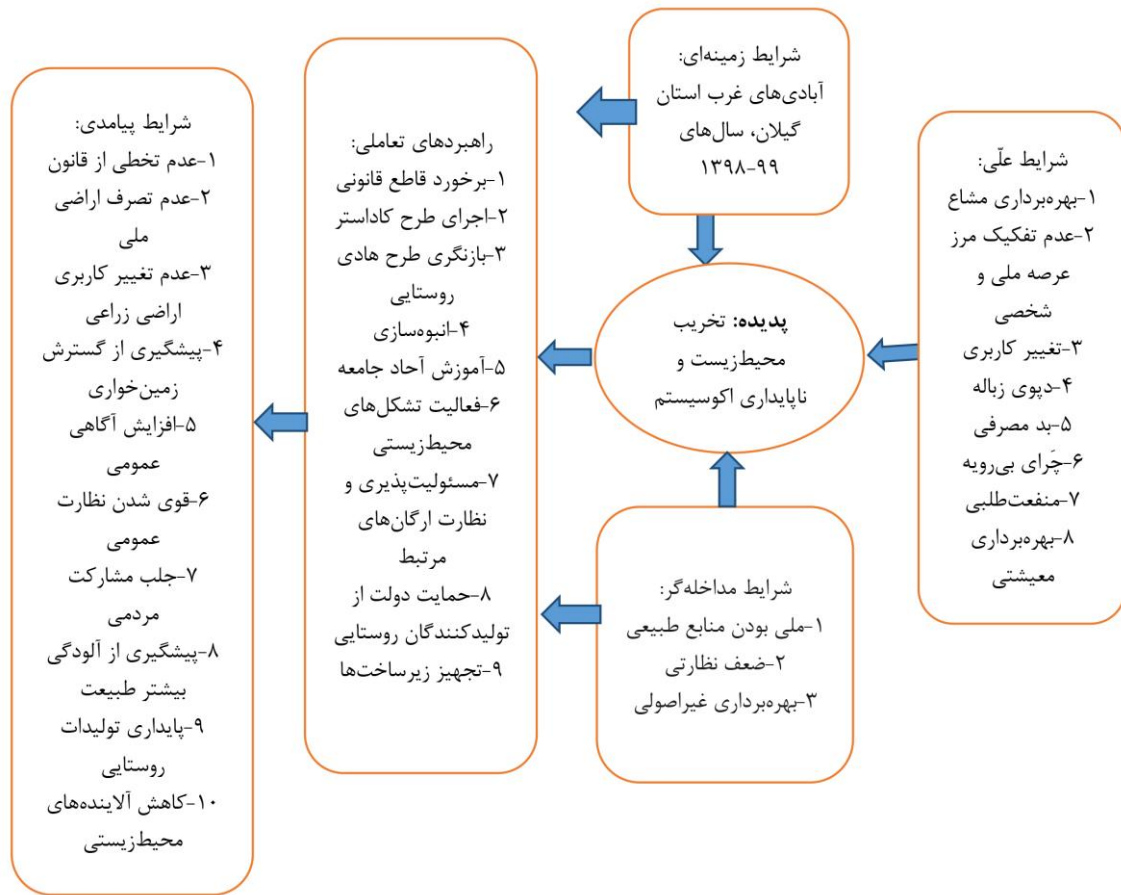 شرایط علّی:
۱-بهره‌برداری مشاع
۲-عدم تفکیک مرز
عرصه ملی و
شخصی
۳-تغییر کاربری
۴-دپوی زباله
۵-بد مصرفی
۶-چَرای بی‌رویه
۷-منفعت‌طلبی
۸-بهره‌برداری
معیشتی
شرایط زمینه‌ای:
آبادی‌های غرب استان
گیلان، سال‌های
۱۳۹۸-۹۹
پدیده: تخریب
محیط‌زیست و
ناپایداری اکوسیستم
شرایط مداخله‌گر:
۱-ملی بودن منابع طبیعی
۲-ضعف نظارتی
۳-بهره‌برداری غیراصولی
راهبردهای تعاملی:
۱-برخورد قاطع قانونی
۲-اجرای طرح کاداستر
۳-بازنگری طرح هادی
روستایی
۴-انبوه‌سازی
۵-آموزش آحاد جامعه
۶-فعالیت تشکل‌های
محیط‌زیستی
۷-مسئولیت‌پذیری و
نظارت ارگان‌های
مرتبط
۸-حمایت دولت از
تولیدکنندگان روستایی
۹-تجهیز زیرساخت‌ها
شرایط پیامدی:
۱-عدم تخطی از قانون
۲-عدم تصرف اراضی
ملی
۳-عدم تغییر کاربری
اراضی زراعی
۴-پیشگیری از گسترش
زمین‌خواری
۵-افزایش آگاهی
عمومی
۶-قوی شدن نظارت
عمومی
۷-جلب مشارکت
مردمی
۸-پیشگیری از آلودگی
بیشتر طبیعت
۹-پایداری تولیدات
روستایی
۱۰-کاهش آلاینده‌های
محیط‌زیستی